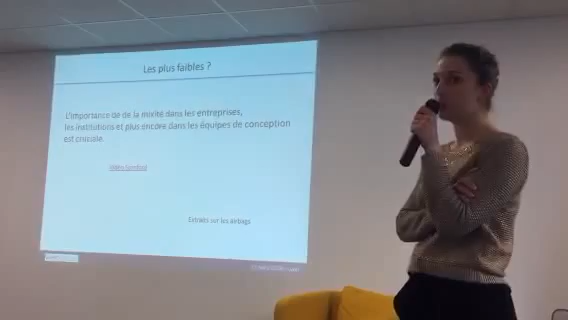 Les plus faibles ?
L'importance de de la mixité dans les entreprises,
les institutions et plus encore dans les équipes de conception
est cruciale.
Extraits sur les airbags